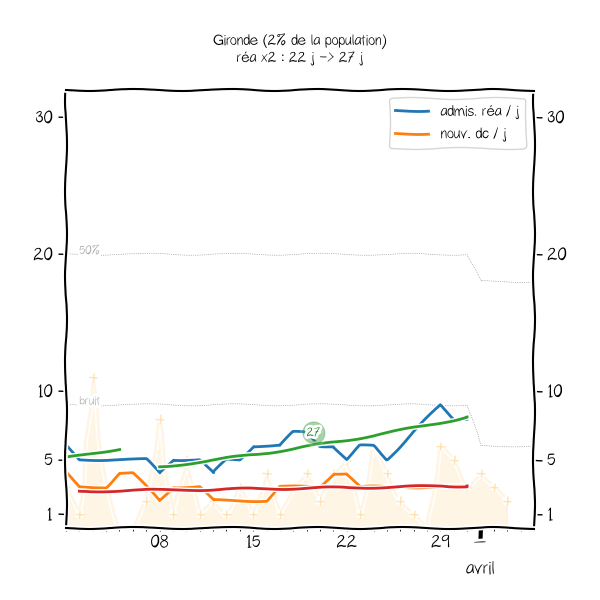 Gironde (2% de la population)
réa x2 : 22 j -> 27 j
admis. réa / j
nouv. dc / j
30
30
50%
20
20
bruit
10
10
27
5
5
1
1
08
15
22
29
avril